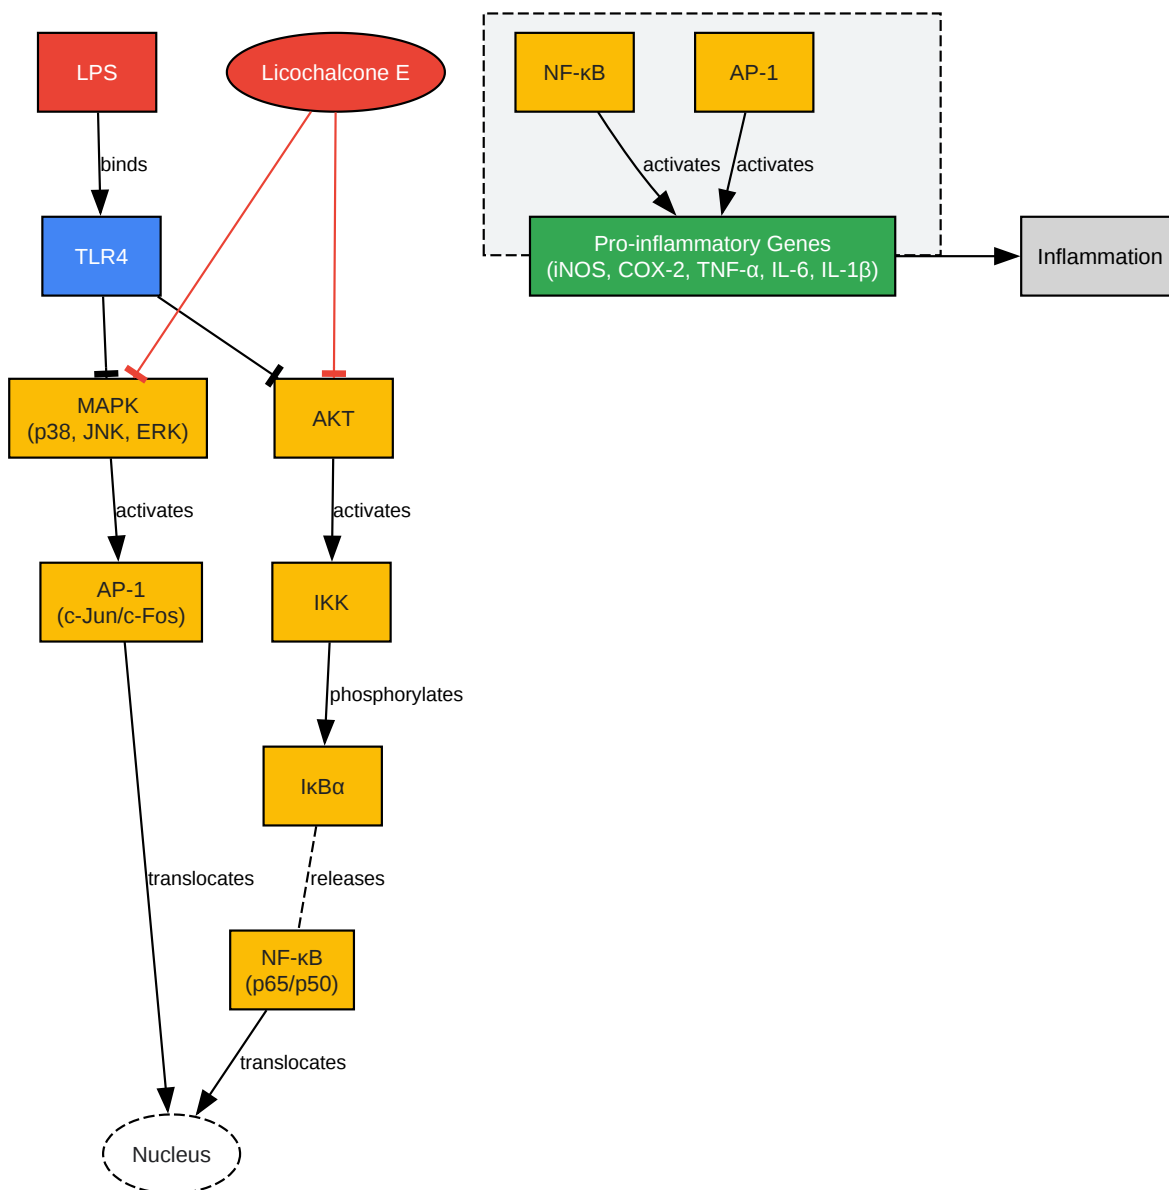 LPS
Licochalcone E
NF-κB
AP-1
binds
activates
activates
TLR4
Pro-inflammatory Genes
(iNOS, COX-2, TNF-α, IL-6, IL-1β)
Inflammation
MAPK
(p38, JNK, ERK)
AKT
activates
activates
AP-1
(c-Jun/c-Fos)
IKK
phosphorylates
IκBα
translocates
releases
NF-κB
(p65/p50)
translocates
Nucleus